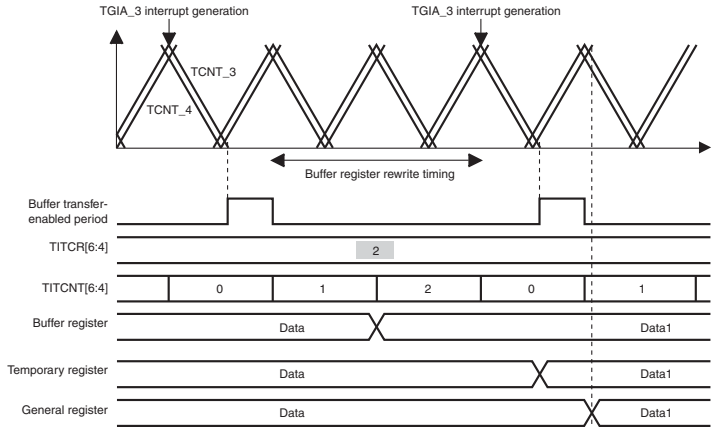 TGIA_3 interrupt generation
TGIA_3 interrupt generation
TCNT_3
TCNT_4
Buffer register rewrite timing
Buffer transfer-
enabled period
TITCR[6:4]
2
TITCNT[6:4]
0
1
2
0
1
Buffer register
Data
Data1
Temporary register
Data
Data1
General register
Data
Data1